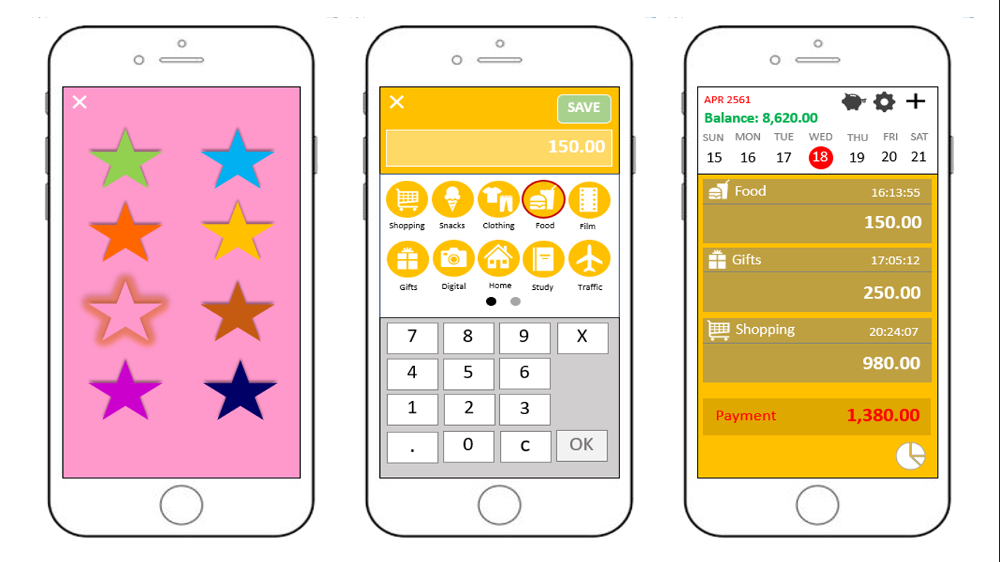 SAVE
150.00
Shopping Snacks Clothing Food Film
Gifts Digital Home Study Traffic
7 8 9 X
4 5 6
1 2 3
. 0 c OK
APR 2561
Balance: 8,620.00
SUN MON TUE WED THU FRI SAT
15 16 17 18 19 20 21
Food 16:13:55
150.00
Gifts 17:05:12
250.00
Shopping 20:24:07
980.00
Payment 1,380.00